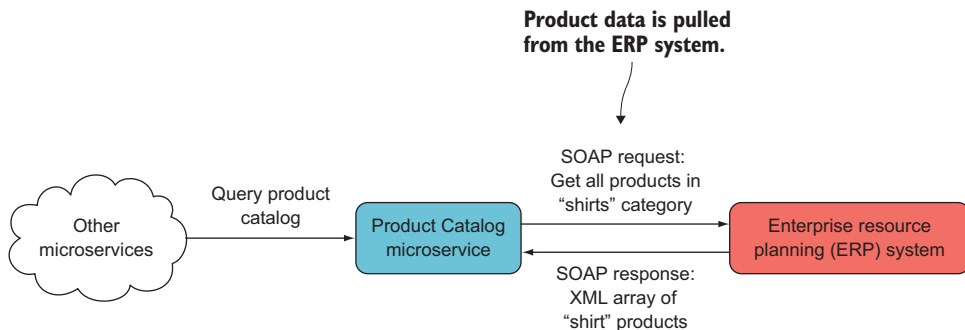 Product data is pulled
from the ERP system.
SOAP request:
Get all products in
“shirts” category
Query product
catalog
Other
microservices
Product Catalog
microservice
Enterprise resource
planning (ERP) system
SOAP response:
XML array of
“shirt” products